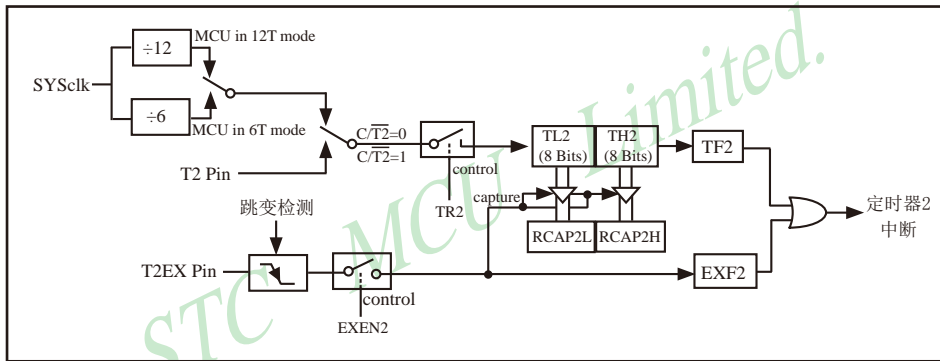 ÷12
MCU in 12T mode
SYSclk
÷6
MCU in 6T mode
C/T2=0
C/T2=1
T2 Pin
control
TR2
TL2
(8 Bits)
TH2
(8 Bits)
TF2
capture
RCAP2L
RCAP2H
定时器2
中断
跳变检测
T2EX Pin
control
EXEN2
EXF2
STC MCU Limited.